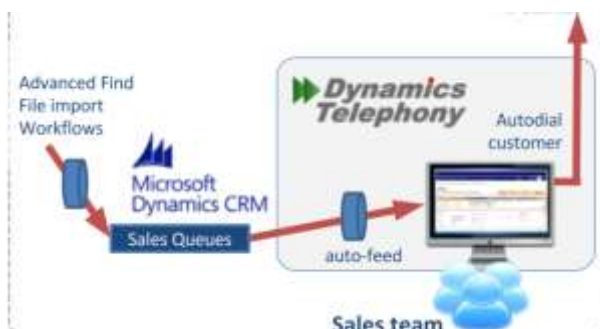 Advanced Find
File import
Workflows
Dynamics
Telephony
Autodial
customer
Microsoft
Dynamics CRM
Sales Queues
auto-feed
Sales team